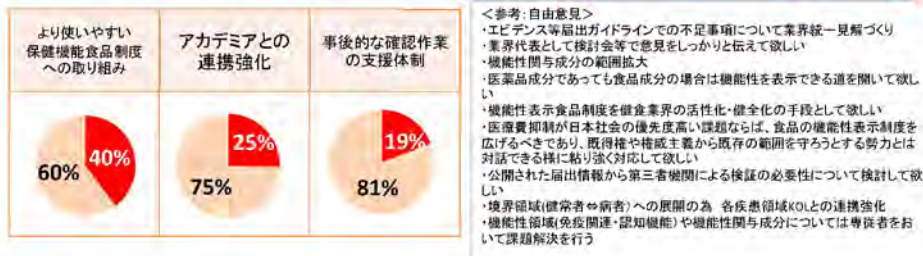 より使いやすい
保健機能食品制度
への取り組み
アカデミアとの
連携強化
事後的な確認作業
の支援体制
40%
60%
25%
75%
19%
81%
<参考:自由意見>
・エビデンス等届出ガイドラインでの不足事項について業界統一見解づくり
・業界代表として検討会等で意見をしっかりと伝えて欲しい
・機能性関与成分の範囲拡大
・医薬品成分であっても食品成分の場合は機能性を表示できる道を開いて欲し
い
・機能性表示食品制度を健食業界の活性化・健全化の手段として欲しい
・医療費抑制が日本社会の優先度高い課題ならば、食品の機能性表示制度を
広げるべきであり、既得権や権威主義から既存の範囲を守ろうとする勢力とは
対話できる様に粘り強く対応して欲しい
・公開された届出情報から第三者機関による検証の必要性について検討して欲
しい
・境界領域(健常者⇔病者)への展開の為 各疾患領域KOLとの連携強化
・機能性領域(免疫関連・認知機能)や機能性関与成分については専従者をお
いて課題解決を行う